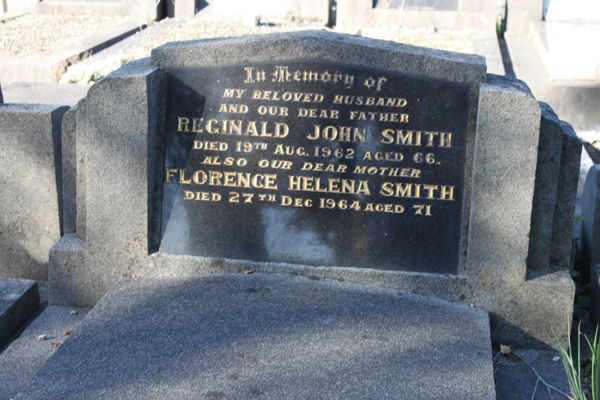 In Memory of
MY BELOVED HUSBAND
AND OUR DEAR FATHER
REGINALD JOHN SMITH
DIED 19TH AUG. 1962 AGED 66.
ALSO OUR DEAR MOTHER
FLORENCE HELENA SMITH
DIED 27TH DEC 1964 AGED 71